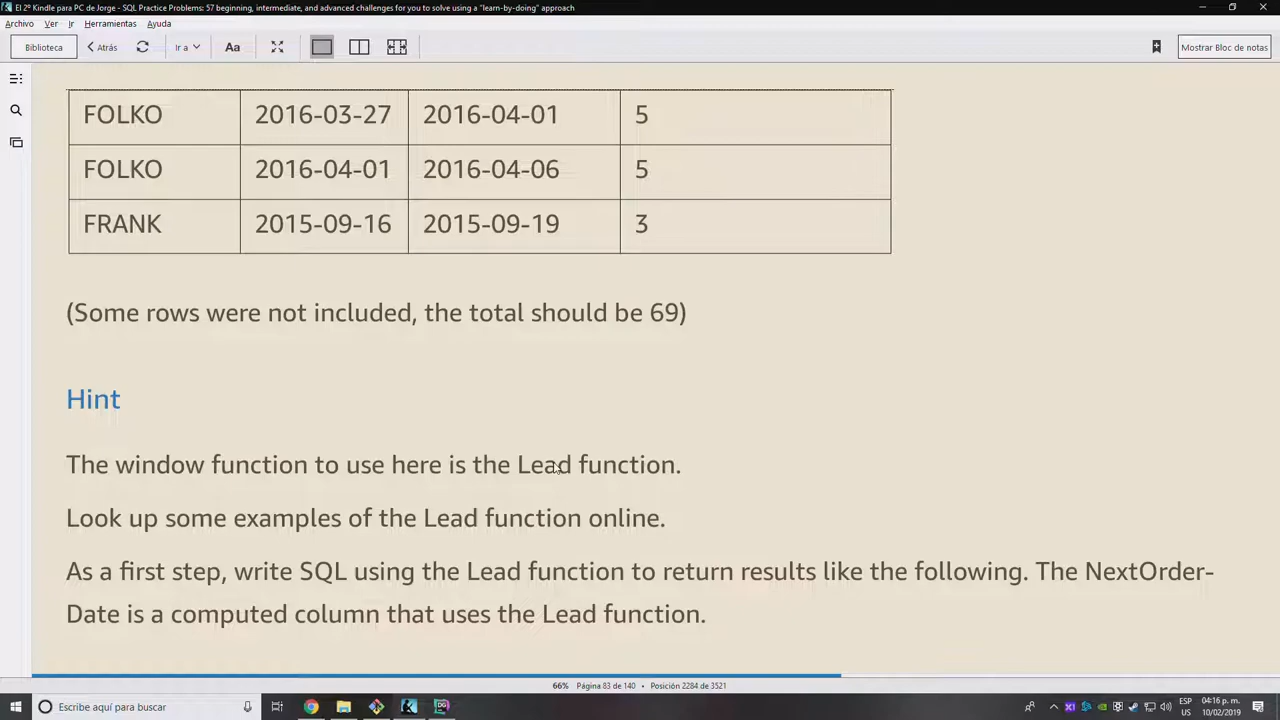 El 2º Kindle para PC de Jorge - SQL Practice Problems: 57 beginning, intermediate, and advanced challenges for you to solve using a "learn-by-doing" approach
Archivo Ver Ir Herramientas Ayuda
Biblioteca Atrás Ir a Aa Mostrar Bloc de notas
FOLKO 2016-03-27 2016-04-01 5
FOLKO 2016-04-01 2016-04-06 5
FRANK 2015-09-16 2015-09-19 3
(Some rows were not included, the total should be 69)
Hint
The window function to use here is the Lead function.
Look up some examples of the Lead function online.
As a first step, write SQL using the Lead function to return results like the following. The NextOrder-
Date is a computed column that uses the Lead function.
66% Página 83 de 140 • Posición 2284 de 3521
Escribe aquí para buscar
ESP 04:16 p. m.
US 10/02/2019